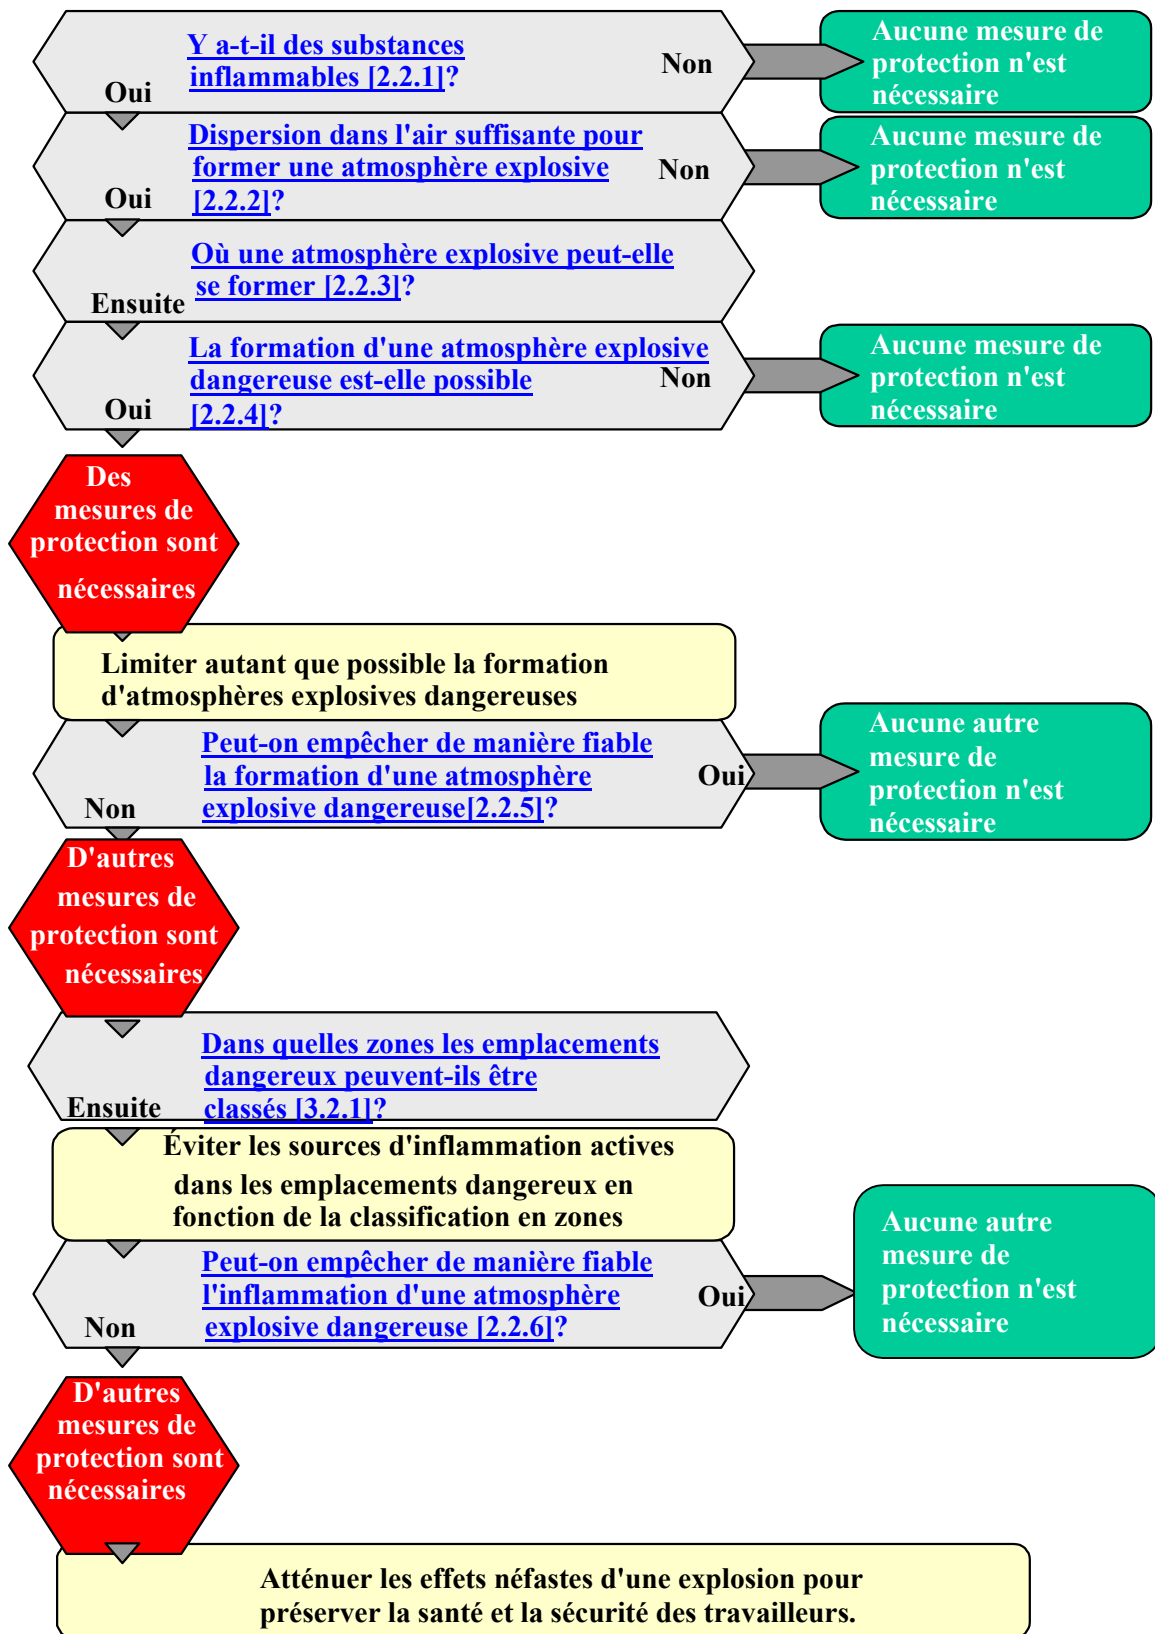 Y a-t-il des substances
inflammables [2.2.1]?
Oui
Non
Aucune mesure de
protection n'est
nécessaire
Dispersion dans l'air suffisante pour
former une atmosphère explosive
[2.2.2]?
Oui
Non
Aucune mesure de
protection n'est
nécessaire
Où une atmosphère explosive peut-elle
se former [2.2.3]?
Ensuite
La formation d'une atmosphère explosive
dangereuse est-elle possible
[2.2.4]?
Oui
Non
Aucune mesure de
protection n'est
nécessaire
Des
mesures de
protection sont
nécessaires
Limiter autant que possible la formation
d'atmosphères explosives dangereuses
Peut-on empêcher de manière fiable
la formation d'une atmosphère
explosive dangereuse[2.2.5]?
Non
Oui
Aucune autre
mesure de
protection n'est
nécessaire
D'autres
mesures de
protection sont
nécessaires
Dans quelles zones les emplacements
dangereux peuvent-ils être
classés [3.2.1]?
Ensuite
Éviter les sources d'inflammation actives
dans les emplacements dangereux en
fonction de la classification en zones
Peut-on empêcher de manière fiable
l'inflammation d'une atmosphère
explosive dangereuse [2.2.6]?
Non
Oui
Aucune autre
mesure de
protection n'est
nécessaire
D'autres
mesures de
protection sont
nécessaires
Atténuer les effets néfastes d'une explosion pour
préserver la santé et la sécurité des travailleurs.